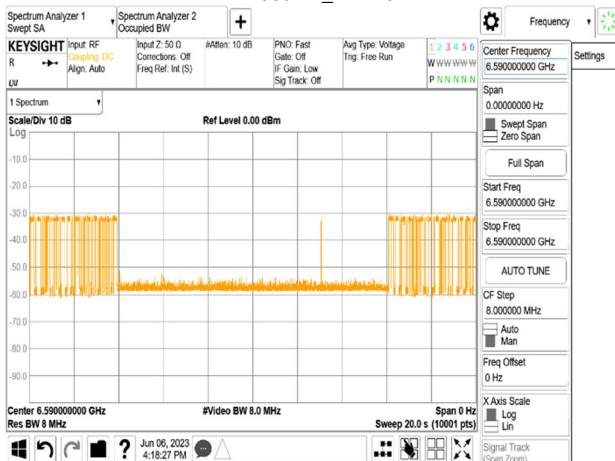 Spectrum Analyzer 1
Swept SA
Spectrum Analyzer 2
Occupied BW
+
Frequency
KEYSIGHT
R
Input: RF
Coupling: DC
Align: Auto
Input Z: 50 Ω
Corrections: Off
Freq Ref: Int (S)
#Atten: 10 dB
PNO: Fast
Gate: Off
IF Gain: Low
Sig Track: Off
Avg Type: Voltage
Trig: Free Run
1 2 3 4 5 6
W W W W W W
P N N N N N
1 Spectrum
Scale/Div 10 dB
Ref Level 0.00 dBm
Log
-10.0
-20.0
-30.0
-40.0
-50.0
-60.0
-70.0
-80.0
-90.0
Center 6.590000000 GHz
Res BW 8 MHz
#Video BW 8.0 MHz
Span 0 Hz
Sweep 20.0 s (10001 pts)
Jun 06, 2023
4:18:27 PM
?
Center Frequency
6.590000000 GHz
Settings
Span
0.00000000 Hz
Swept Span
Zero Span
Full Span
Start Freq
6.590000000 GHz
Stop Freq
6.590000000 GHz
AUTO TUNE
CF Step
8.000000 MHz
Auto
Man
Freq Offset
0 Hz
X Axis Scale
Log
Lin
Signal Track
(Span Zoom)